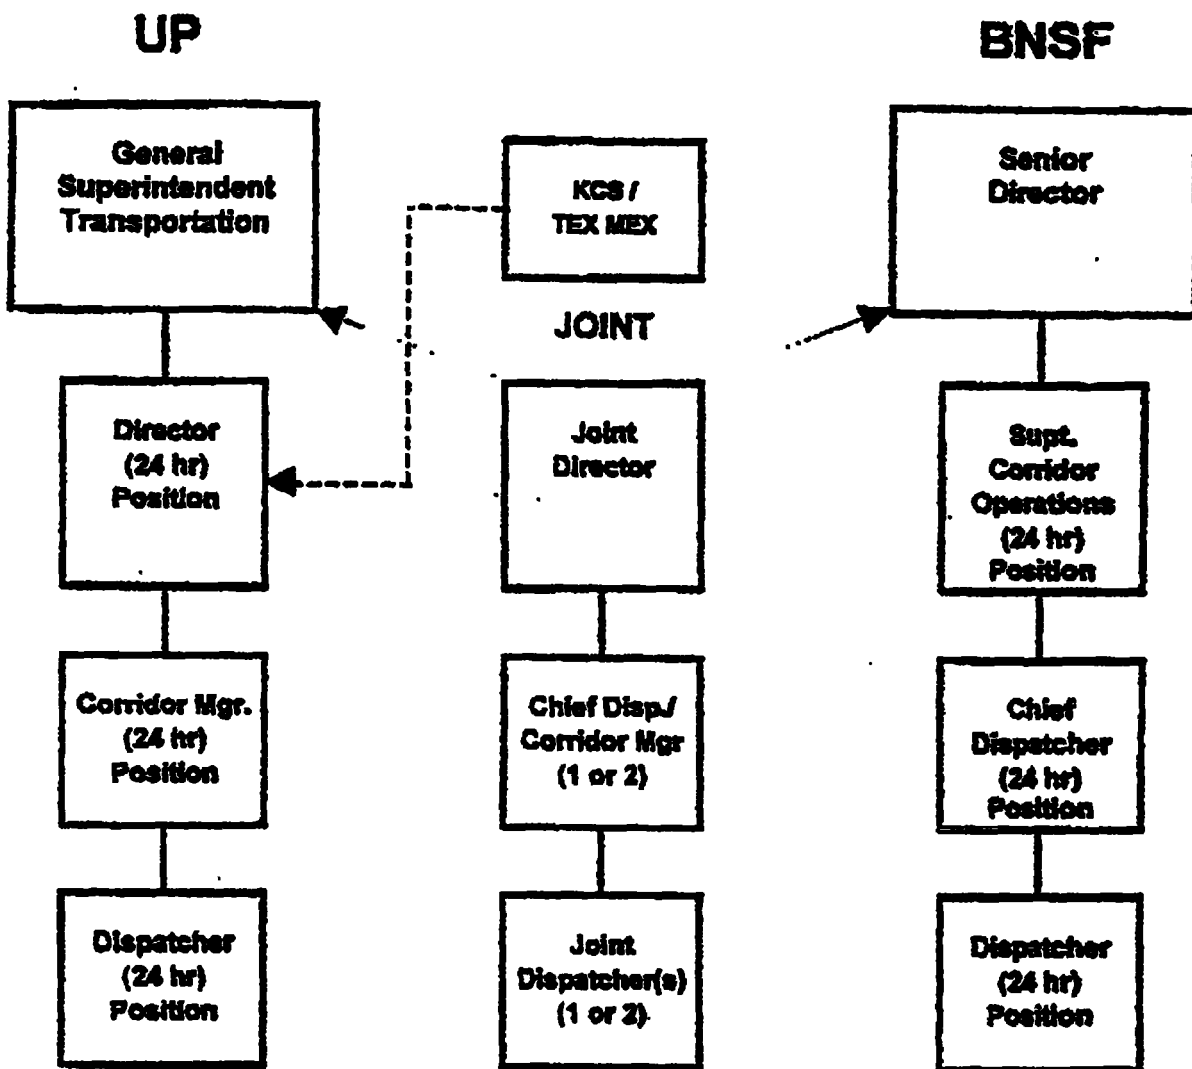 UP
General
Superintendent
Transportation
Director
(24 hr)
Position
Corridor Mgr.
(24 hr)
Position
Dispatcher
(24 hr)
Position
KCS /
TEX MEX
JOINT
Joint
Director
Chief Disp./
Corridor Mgr
(1 or 2)
Joint
Dispatcher(s)
(1 or 2)
BNSF
Senior
Director
Supt.
Corridor
Operations
(24 hr)
Position
Chief
Dispatcher
(24 hr)
Position
Dispatcher
(24 hr)
Position